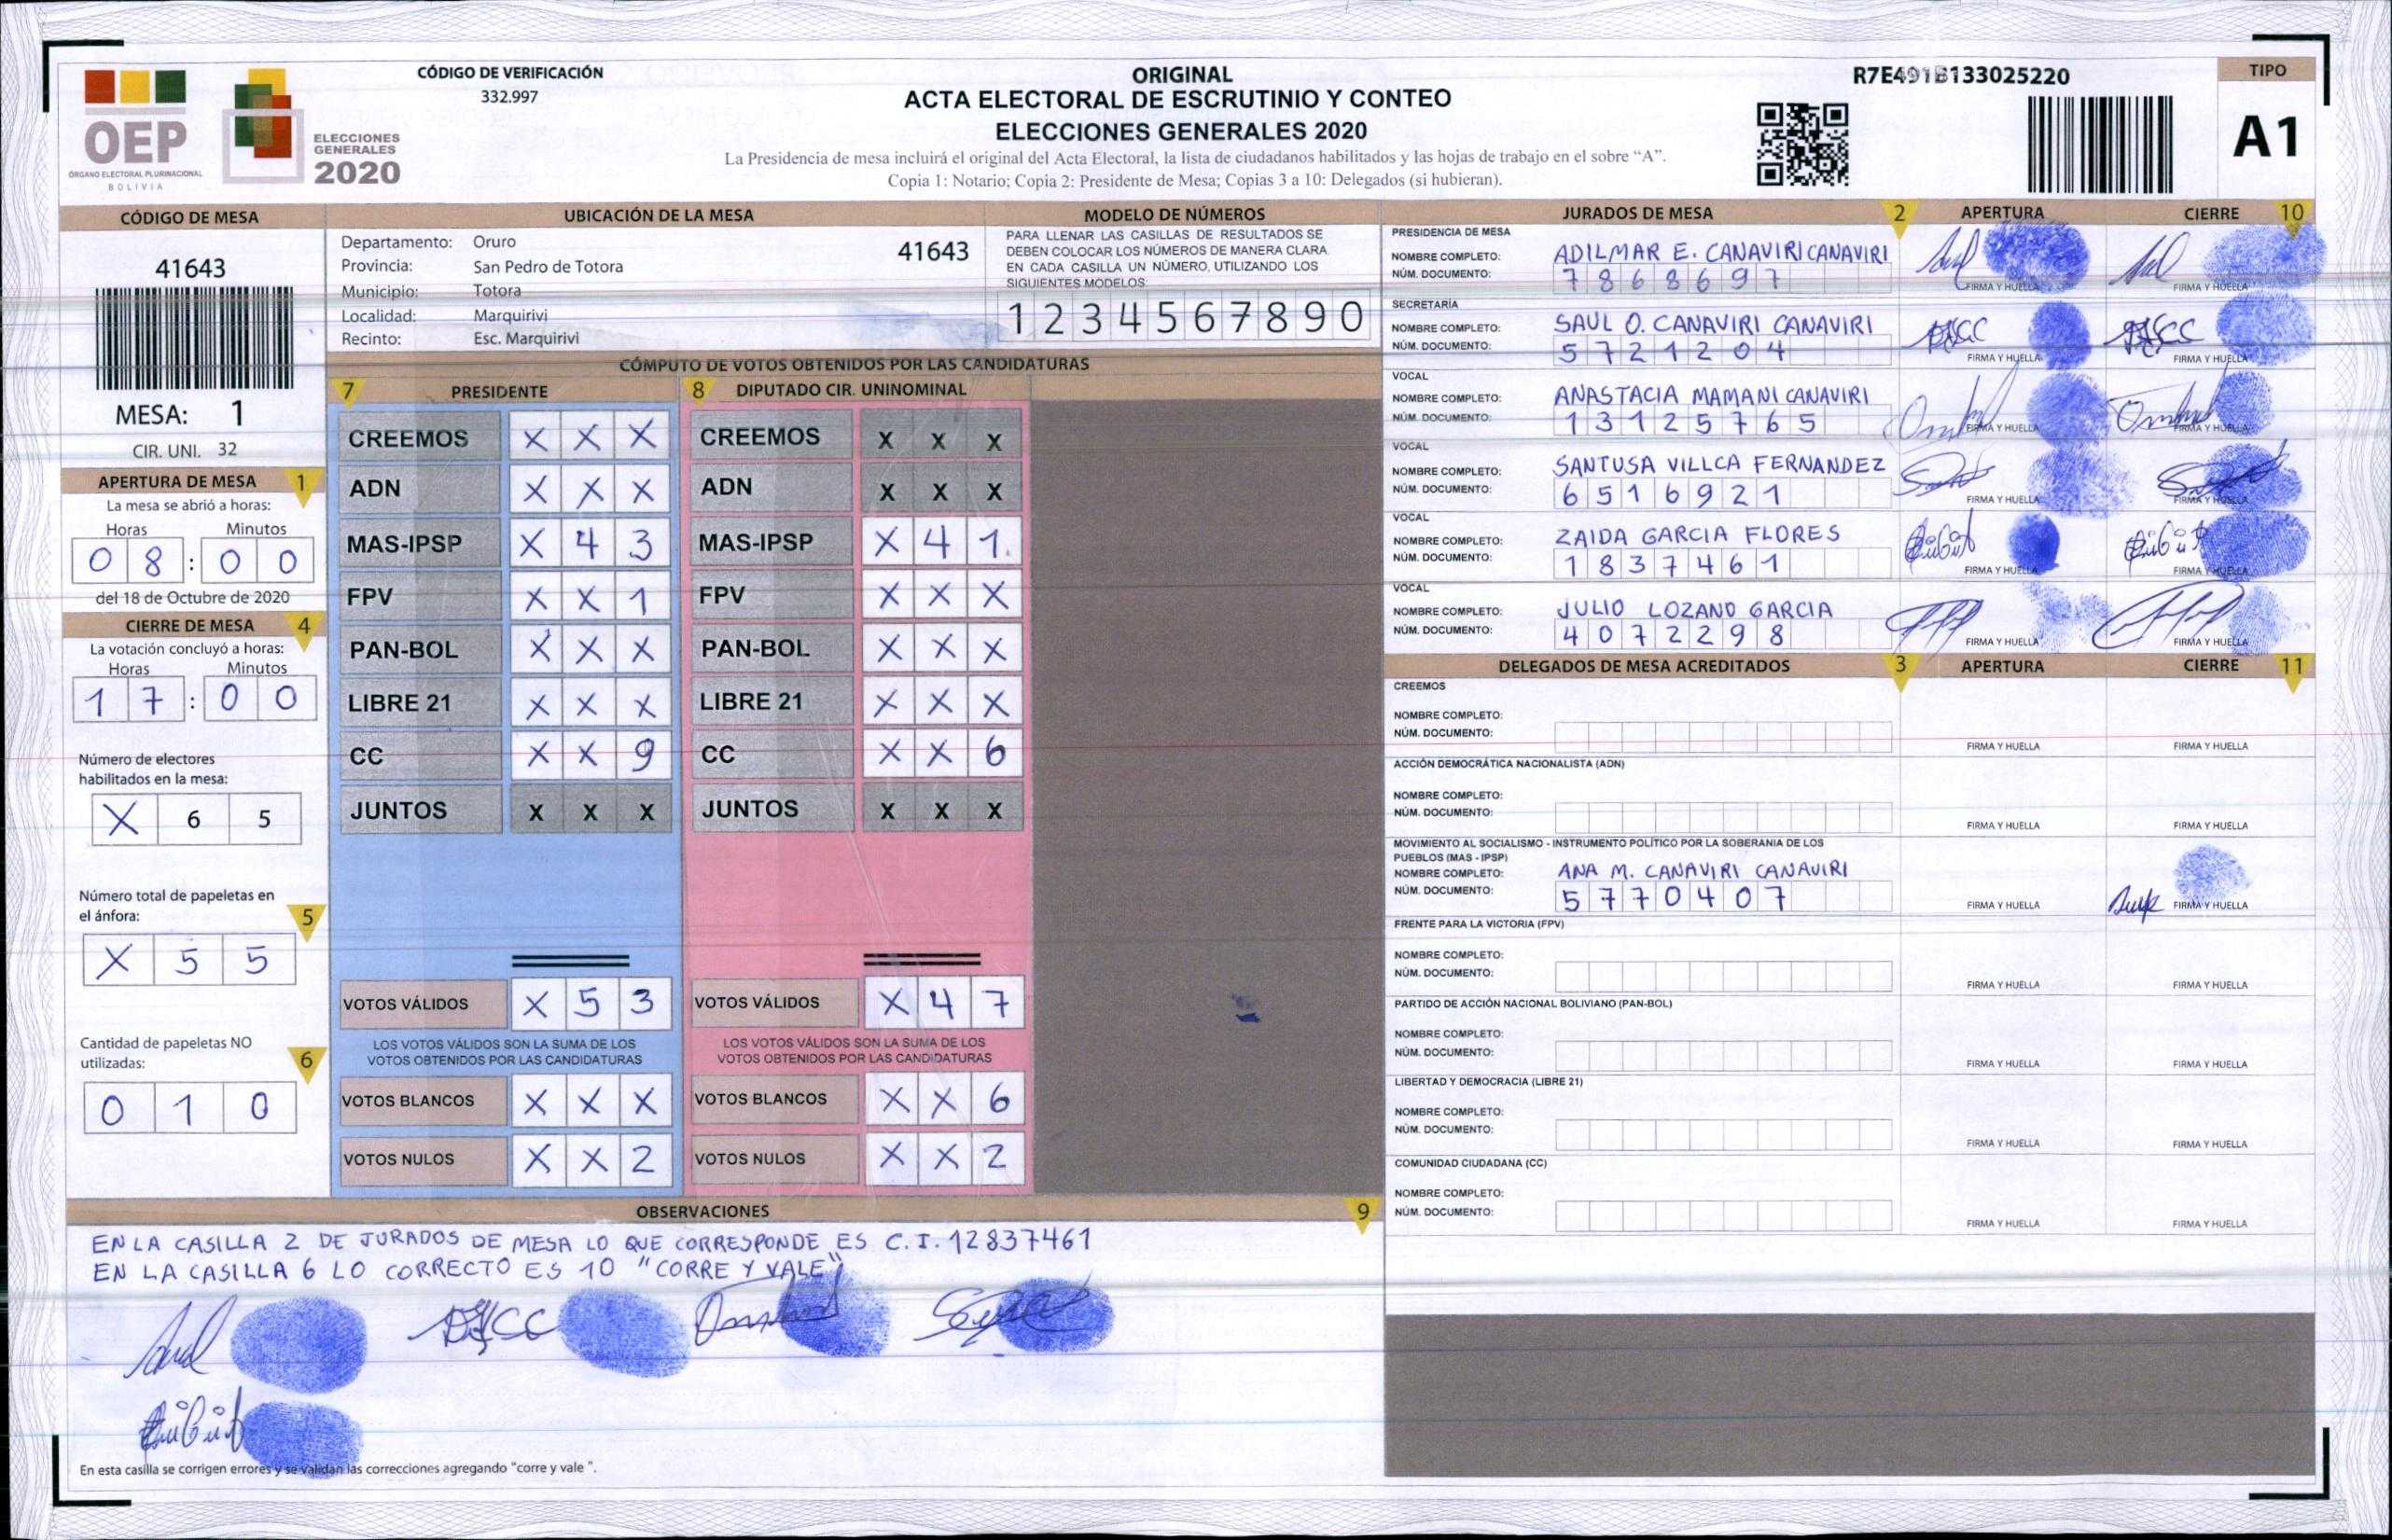 CÓDIGO DE VERIFICACIÓN
332.997
ORIGINAL
ACTA ELECTORAL DE ESCRUTINIO Y CONTEO
ELECCIONES GENERALES 2020
La Presidencia de mesa incluirá el original del Acta Electoral, la lista de ciudadanos habilitados y las hojas de trabajo en el sobre “A”.
Copia 1: Notario; Copia 2: Presidente de Mesa; Copias 3 a 10: Delegados (si hubieran).
R7E491B133025220
TIPO
A1
OEP
ÓRGANO ELECTORAL PLURINACIONAL
BOLIVIA
ELECCIONES
GENERALES
2020
CÓDIGO DE MESA
41643
MESA: 1
CIR. UNI. 32
APERTURA DE MESA 1
La mesa se abrió a horas:
Horas Minutos
0 8 : 0 0
del 18 de Octubre de 2020
CIERRE DE MESA 4
La votación concluyó a horas:
Horas Minutos
1 7 : 0 0
Número de electores
habilitados en la mesa:
X 6 5
Número total de papeletas en
el ánfora: 5
X 5 5
Cantidad de papeletas NO
utilizadas: 6
0 1 0
UBICACIÓN DE LA MESA
Departamento: Oruro 41643
Provincia: San Pedro de Totora
Municipio: Totora
Localidad: Marquirivi
Recinto: Esc. Marquirivi
MODELO DE NÚMEROS
PARA LLENAR LAS CASILLAS DE RESULTADOS SE
DEBEN COLOCAR LOS NÚMEROS DE MANERA CLARA.
EN CADA CASILLA UN NÚMERO, UTILIZANDO LOS
SIGUIENTES MODELOS:
1 2 3 4 5 6 7 8 9 0
CÓMPUTO DE VOTOS OBTENIDOS POR LAS CANDIDATURAS
7 PRESIDENTE
CREEMOS X X X
ADN X X X
MAS-IPSP X 4 3
FPV X X 1
PAN-BOL X X X
LIBRE 21 X X X
CC X X 9
JUNTOS X X X
VOTOS VÁLIDOS X 5 3
LOS VOTOS VÁLIDOS SON LA SUMA DE LOS
VOTOS OBTENIDOS POR LAS CANDIDATURAS
VOTOS BLANCOS X X X
VOTOS NULOS X X 2
8 DIPUTADO CIR. UNINOMINAL
CREEMOS X X X
ADN X X X
MAS-IPSP X 4 1
FPV X X X
PAN-BOL X X X
LIBRE 21 X X X
CC X X 6
JUNTOS X X X
VOTOS VÁLIDOS X 4 7
LOS VOTOS VÁLIDOS SON LA SUMA DE LOS
VOTOS OBTENIDOS POR LAS CANDIDATURAS
VOTOS BLANCOS X X 6
VOTOS NULOS X X 2
JURADOS DE MESA 2 APERTURA CIERRE 10
PRESIDENCIA DE MESA
NOMBRE COMPLETO: ADILMAR E. CANAVIRI CANAVIRI
NÚM. DOCUMENTO: 7868697 FIRMA Y HUELLA FIRMA Y HUELLA
SECRETARÍA
NOMBRE COMPLETO: SAUL O. CANAVIRI CANAVIRI
NÚM. DOCUMENTO: 5721204 FIRMA Y HUELLA FIRMA Y HUELLA
VOCAL
NOMBRE COMPLETO: ANASTACIA MAMANI CANAVIRI
NÚM. DOCUMENTO: 13125765 FIRMA Y HUELLA FIRMA Y HUELLA
VOCAL
NOMBRE COMPLETO: SANTUSA VILLCA FERNANDEZ
NÚM. DOCUMENTO: 6516921 FIRMA Y HUELLA FIRMA Y HUELLA
VOCAL
NOMBRE COMPLETO: ZAIDA GARCIA FLORES
NÚM. DOCUMENTO: 1837461 FIRMA Y HUELLA FIRMA Y HUELLA
VOCAL
NOMBRE COMPLETO: JULIO LOZANO GARCIA
NÚM. DOCUMENTO: 4072298 FIRMA Y HUELLA FIRMA Y HUELLA
DELEGADOS DE MESA ACREDITADOS 3 APERTURA CIERRE 11
CREEMOS
NOMBRE COMPLETO:
NÚM. DOCUMENTO: FIRMA Y HUELLA FIRMA Y HUELLA
ACCIÓN DEMOCRÁTICA NACIONALISTA (ADN)
NOMBRE COMPLETO:
NÚM. DOCUMENTO: FIRMA Y HUELLA FIRMA Y HUELLA
MOVIMIENTO AL SOCIALISMO - INSTRUMENTO POLÍTICO POR LA SOBERANIA DE LOS
PUEBLOS (MAS - IPSP)
NOMBRE COMPLETO: ANA M. CANAVIRI CANAVIRI
NÚM. DOCUMENTO: 5770407 FIRMA Y HUELLA FIRMA Y HUELLA
FRENTE PARA LA VICTORIA (FPV)
NOMBRE COMPLETO:
NÚM. DOCUMENTO: FIRMA Y HUELLA FIRMA Y HUELLA
PARTIDO DE ACCIÓN NACIONAL BOLIVIANO (PAN-BOL)
NOMBRE COMPLETO:
NÚM. DOCUMENTO: FIRMA Y HUELLA FIRMA Y HUELLA
LIBERTAD Y DEMOCRACIA (LIBRE 21)
NOMBRE COMPLETO:
NÚM. DOCUMENTO: FIRMA Y HUELLA FIRMA Y HUELLA
COMUNIDAD CIUDADANA (CC)
NOMBRE COMPLETO:
NÚM. DOCUMENTO: FIRMA Y HUELLA FIRMA Y HUELLA
OBSERVACIONES 9
EN LA CASILLA 2 DE JURADOS DE MESA LO QUE CORRESPONDE ES C.I. 12837461
EN LA CASILLA 6 LO CORRECTO ES 10 "CORRE Y VALE"
En esta casilla se corrigen errores y se validan las correcciones agregando "corre y vale ".